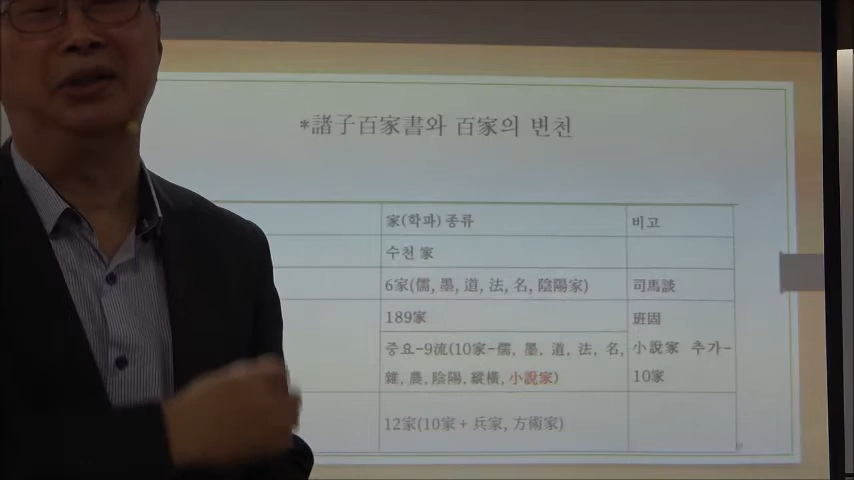 *諸子百家書와 百家의 변천
家(학파) 종류
비고
수천 家
6家(儒, 墨, 道, 法, 名, 陰陽家)
司馬談
189家
班固
중요-9流(10家-儒, 墨, 道, 法, 名,
雜, 農, 陰陽, 縱橫, 小說家)
小說家 추가-
10家
12家(10家 + 兵家, 方術家)